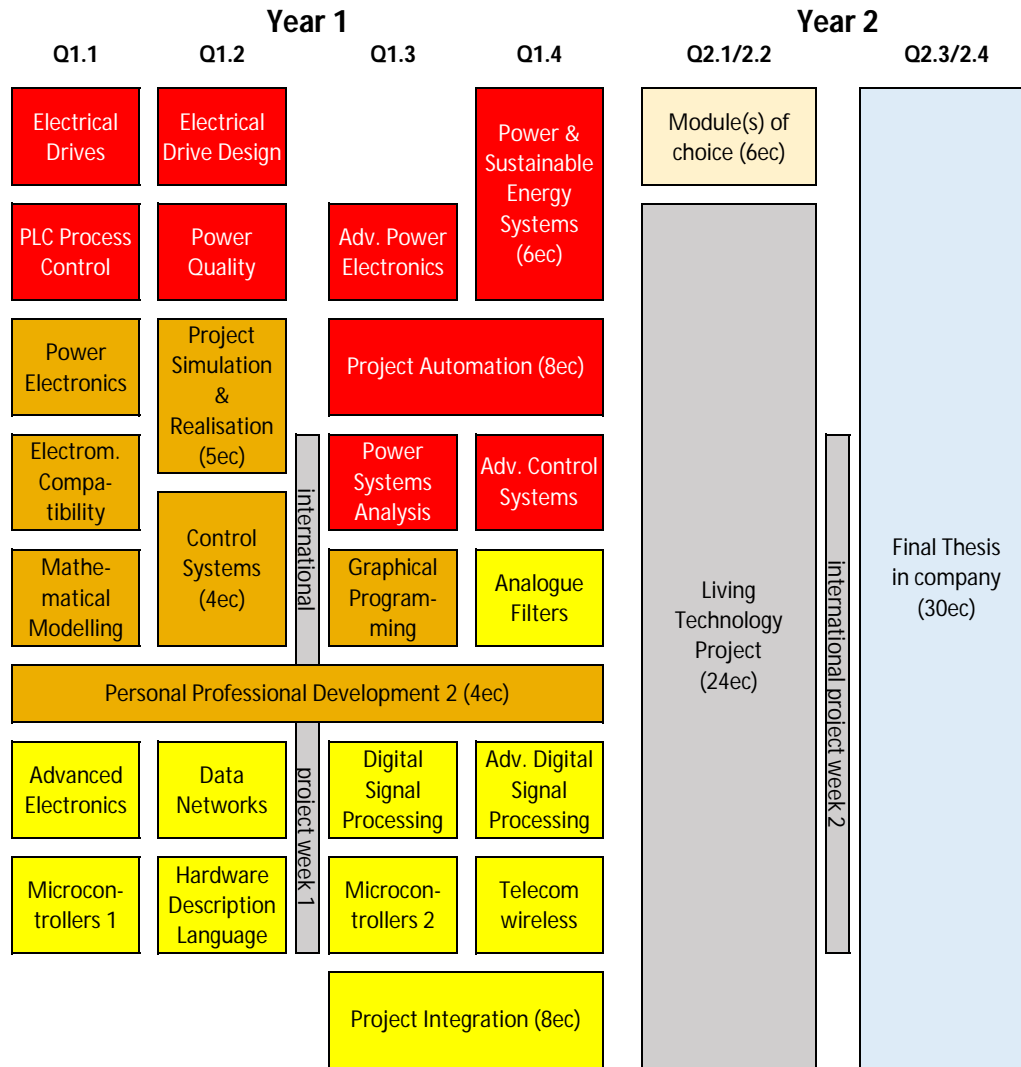 Year 1
Year 2
Q1.1
Q1.2
Q1.3
Q1.4
Q2.1/2.2
Q2.3/2.4
Electrical
Drives
Electrical
Drive Design
Power &
Sustainable
Energy
Systems
(6ec)
Module(s) of
choice (6ec)
PLC Process
Control
Power
Quality
Adv. Power
Electronics
Power
Electronics
Project
Simulation
&
Realisation
(5ec)
Project Automation (8ec)
Electrom.
Compa-
tibility
Control
Systems
(4ec)
international
Power
Systems
Analysis
Adv. Control
Systems
Mathe-
matical
Modelling
Graphical
Program-
ming
Analogue
Filters
Living
Technology
Project
(24ec)
international project week 2
Final Thesis
in company
(30ec)
Personal Professional Development 2 (4ec)
Advanced
Electronics
Data
Networks
project week 1
Digital
Signal
Processing
Adv. Digital
Signal
Processing
Microcon-
trollers 1
Hardware
Description
Language
Microcon-
trollers 2
Telecom
wireless
Project Integration (8ec)